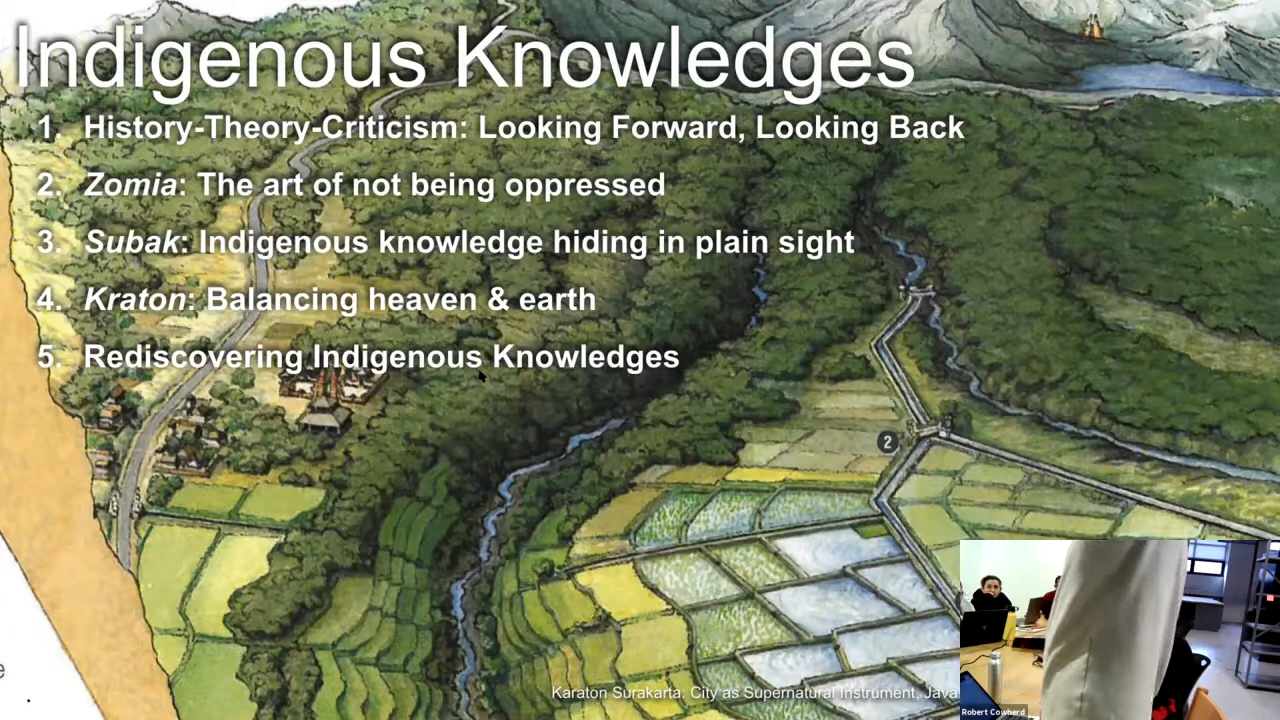 Indigenous Knowledges
1. History-Theory-Criticism: Looking Forward, Looking Back
2. Zomia: The art of not being oppressed
3. Subak: Indigenous knowledge hiding in plain sight
4. Kraton: Balancing heaven & earth
5. Rediscovering Indigenous Knowledges
2
e
.
Karaton Surakarta: City as Supernatural Instrument, Java
Robert Cowherd